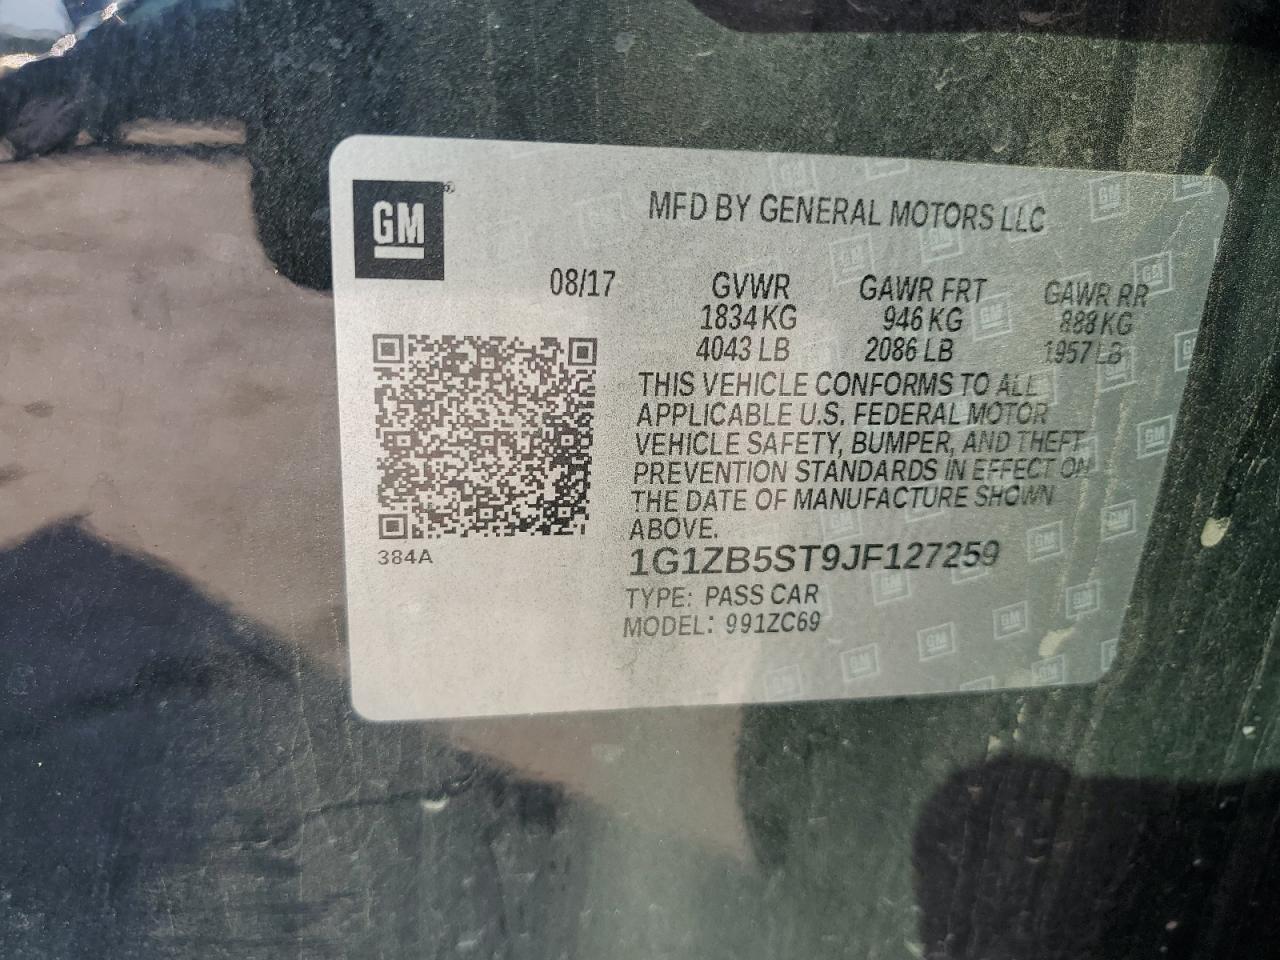 GM
MFD BY GENERAL MOTORS LLC
08/17 GVWR GAWR FRT GAWR RR
1834 KG 946 KG 888 KG
4043 LB 2086 LB 1957 LB
THIS VEHICLE CONFORMS TO ALL
APPLICABLE U.S. FEDERAL MOTOR
VEHICLE SAFETY, BUMPER, AND THEFT
PREVENTION STANDARDS IN EFFECT ON
THE DATE OF MANUFACTURE SHOWN
ABOVE.
384A
1G1ZB5ST9JF127259
TYPE: PASS CAR
MODEL: 991ZC69